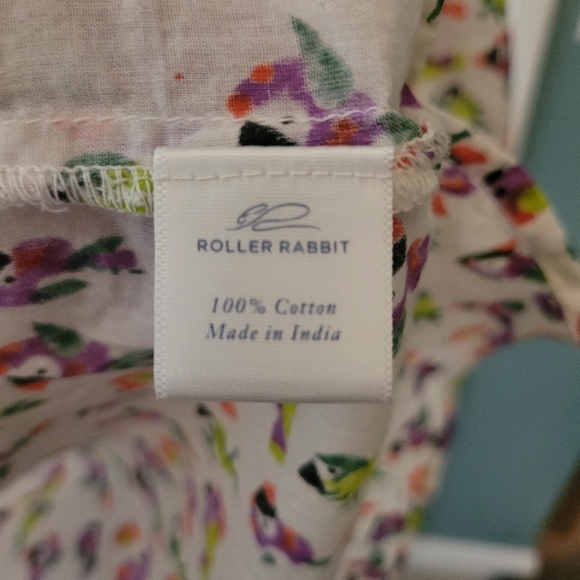 ROLLER RABBIT
100% Cotton
Made in India